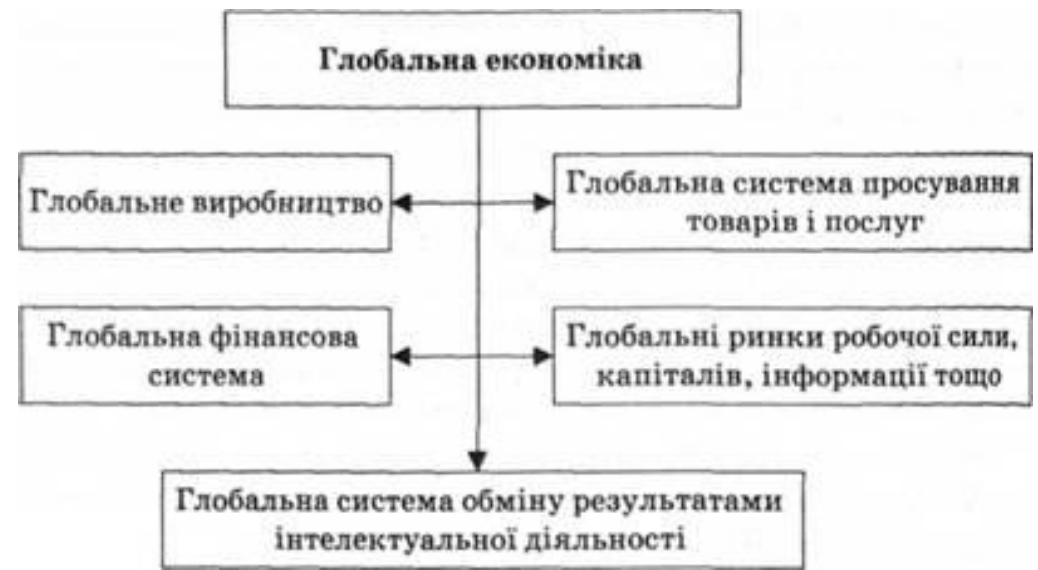 Глобальна економіка
Глобальне виробництво
Глобальна система просування
товарів і послуг
Глобальна фінансова
система
Глобальні ринки робочої сили,
капіталів, інформації тощо
Глобальна система обміну результатами
інтелектуальної діяльності